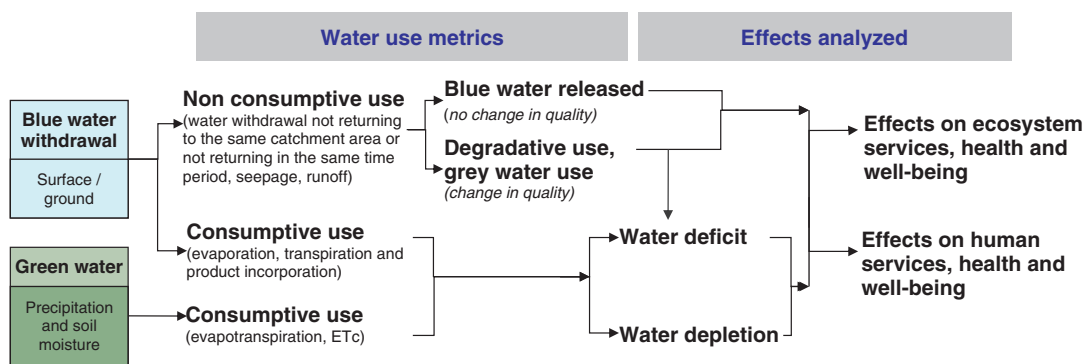 Water use metrics
Effects analyzed
Blue water
withdrawal
Surface /
ground
Green water
Precipitation
and soil
moisture
Non consumptive use
(water withdrawal not returning
to the same catchment area or
not returning in the same time
period, seepage, runoff)
Consumptive use
(evaporation, transpiration and
product incorporation)
Consumptive use
(evapotranspiration, ETc)
Blue water released
(no change in quality)
Degradative use,
grey water use
(change in quality)
Water deficit
Water depletion
Effects on ecosystem
services, health and
well-being
Effects on human
services, health and
well-being